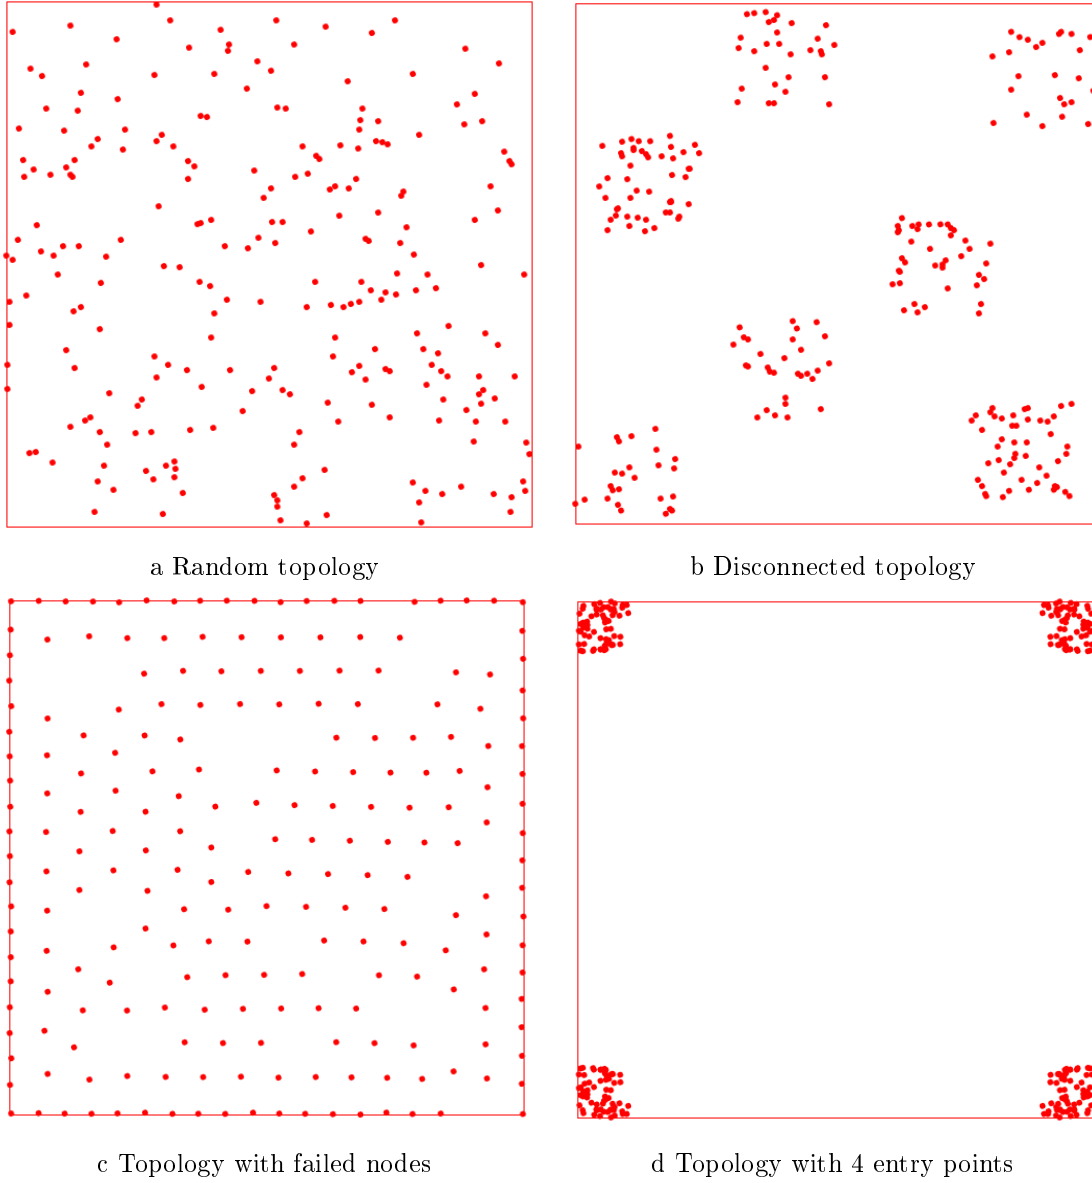 a Random topology
b Disconnected topology
c Topology with failed nodes
d Topology with 4 entry points